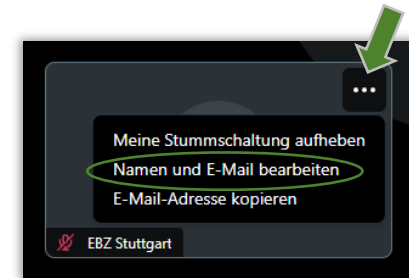 Meine Stummschaltung aufheben
Namen und E-Mail bearbeiten
E-Mail-Adresse kopieren
EBZ Stuttgart